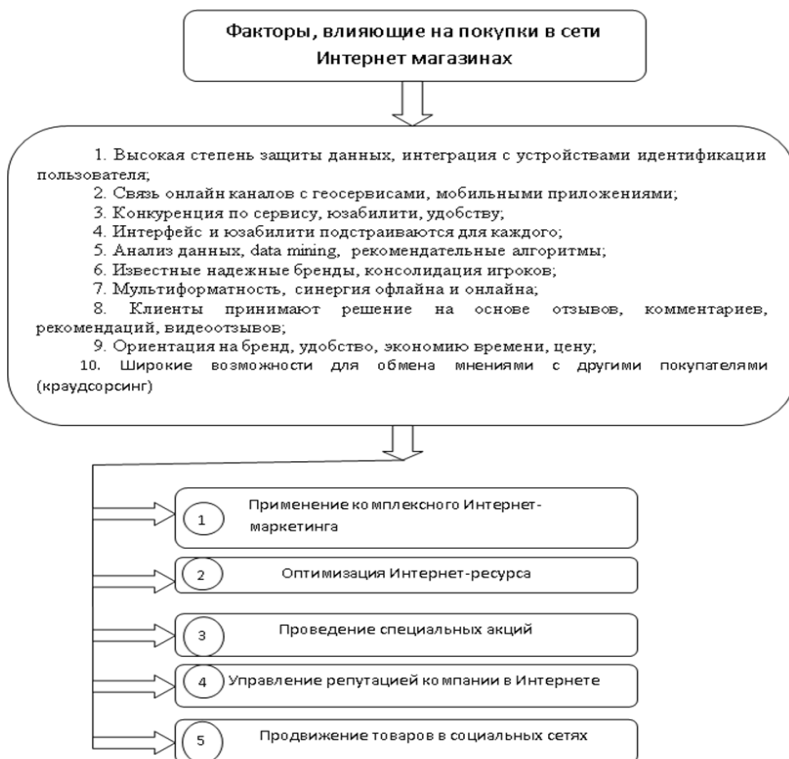 Факторы, влияющие на покупки в сети
Интернет магазинах
1. Высокая степень защиты данных, интеграция с устройствами идентификации
пользователя;
2. Связь онлайн каналов с геосервисами, мобильными приложениями;
3. Конкуренция по сервису, юзабилити, удобству;
4. Интерфейс и юзабилити подстраиваются для каждого;
5. Анализ данных, data mining, рекомендательные алгоритмы;
6. Известные надежные бренды, консолидация игроков;
7. Мультиформатность, синергия офлайна и онлайна;
8. Клиенты принимают решение на основе отзывов, комментариев,
рекомендаций, видеоотзывов;
9. Ориентация на бренд, удобство, экономию времени, цену;
10. Широкие возможности для обмена мнениями с другими покупателями
(краудсорсинг)
1 Применение комплексного Интернет-
маркетинга
2 Оптимизация Интернет-ресурса
3 Проведение специальных акций
4 Управление репутацией компании в Интернете
5 Продвижение товаров в социальных сетях